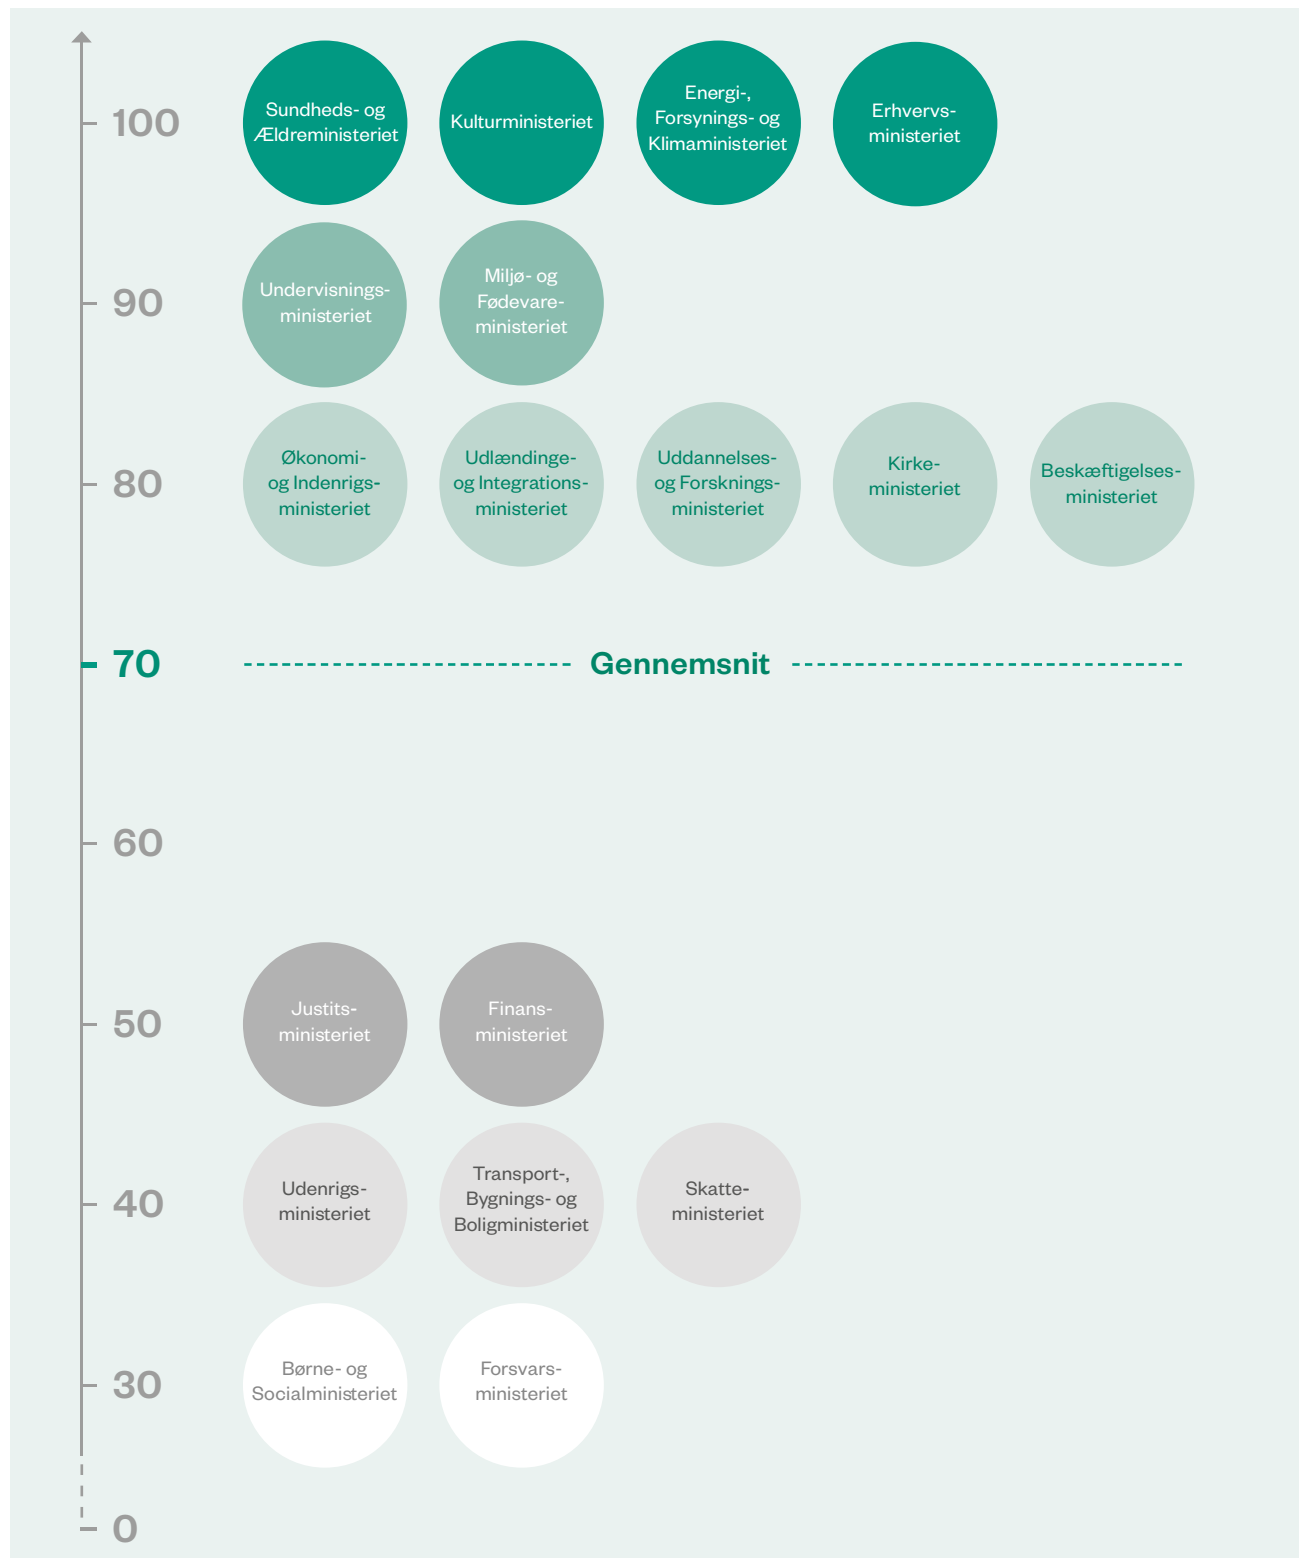 100
Sundheds- og
Ældreministeriet
Kulturministeriet
Energi-,
Forsynings- og
Klimaministeriet
Erhvervs-
ministeriet
90
Undervisnings-
ministeriet
Miljø- og
Fødevare-
ministeriet
80
Økonomi-
og Indenrigs-
ministeriet
Udlændinge-
og Integrations-
ministeriet
Uddannelses-
og Forsknings-
ministeriet
Kirke-
ministeriet
Beskæftigelses-
ministeriet
70
Gennemsnit
60
50
Justits-
ministeriet
Finans-
ministeriet
40
Udenrigs-
ministeriet
Transport-,
Bygnings- og
Boligministeriet
Skatte-
ministeriet
30
Børne- og
Socialministeriet
Forsvars-
ministeriet
0